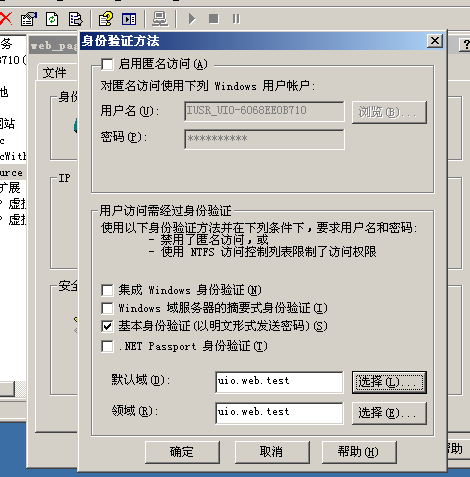 务
web_pa
身份验证方法
710(
文件
启用匿名访问(A)
对匿名访问使用下列 Windows 用户帐户:
用户名(U):
IUSR_UIO-6068EE0B710
浏览(B)...
密码(P):
**********
身份
网站
IP
用户访问需经过身份验证
使用以下身份验证方法并在下列条件下，要求用户名和密码:
- 禁用了匿名访问，或
- 使用 NTFS 访问控制列表限制了访问权限
cWith
ource
扩展
虚拟
虚拟
安全
集成 Windows 身份验证(N)
Windows 域服务器的摘要式身份验证(I)
基本身份验证(以明文形式发送密码)(S)
.NET Passport 身份验证(T)
默认域(D):
uio.web.test
选择(L)...
领域(R):
uio.web.test
选择(E)...
确定
取消
帮助(H)
帮助